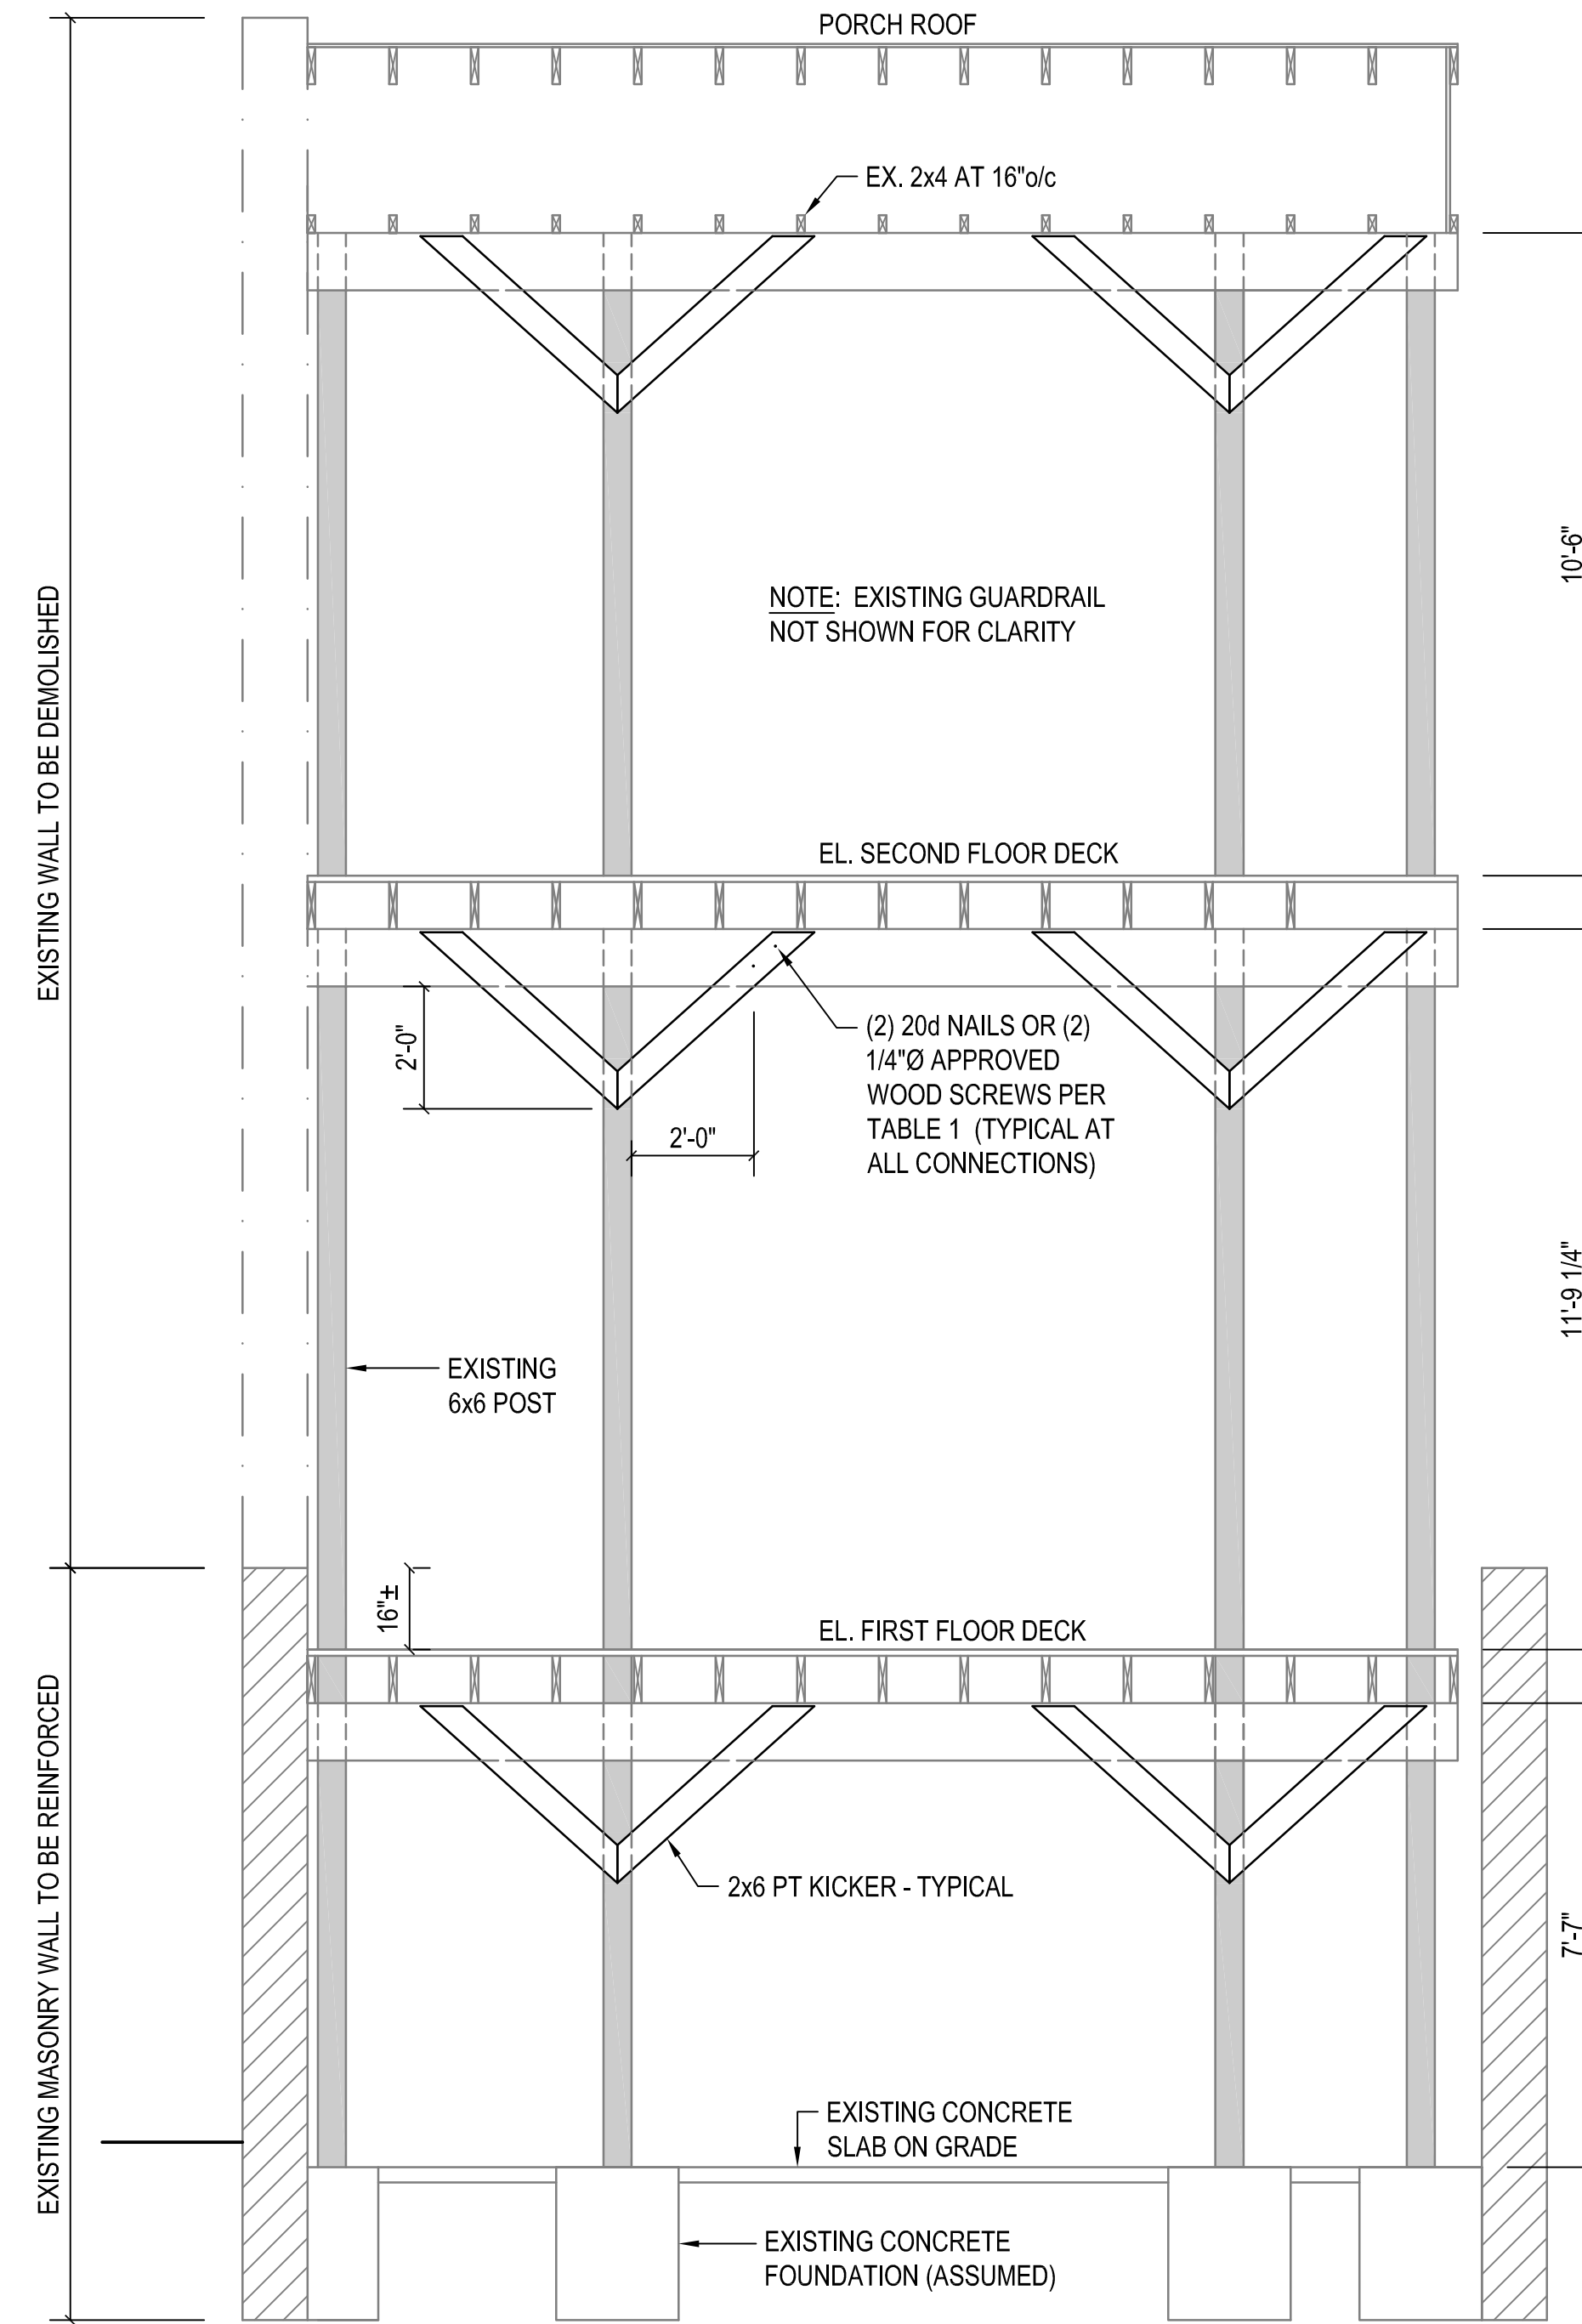 PORCH ROOF
EX. 2x4 AT 16"o/c
10'-6"
NOTE: EXISTING GUARDRAIL
NOT SHOWN FOR CLARITY
EXISTING WALL TO BE DEMOLISHED
EL. SECOND FLOOR DECK
2'-0"
2'-0"
(2) 20d NAILS OR (2)
1/4"Ø APPROVED
WOOD SCREWS PER
TABLE 1 (TYPICAL AT
ALL CONNECTIONS)
11'-9 1/4"
EXISTING
6x6 POST
16"±
EL. FIRST FLOOR DECK
EXISTING MASONRY WALL TO BE REINFORCED
2x6 PT KICKER - TYPICAL
7'-7"
EXISTING CONCRETE
SLAB ON GRADE
EXISTING CONCRETE
FOUNDATION (ASSUMED)